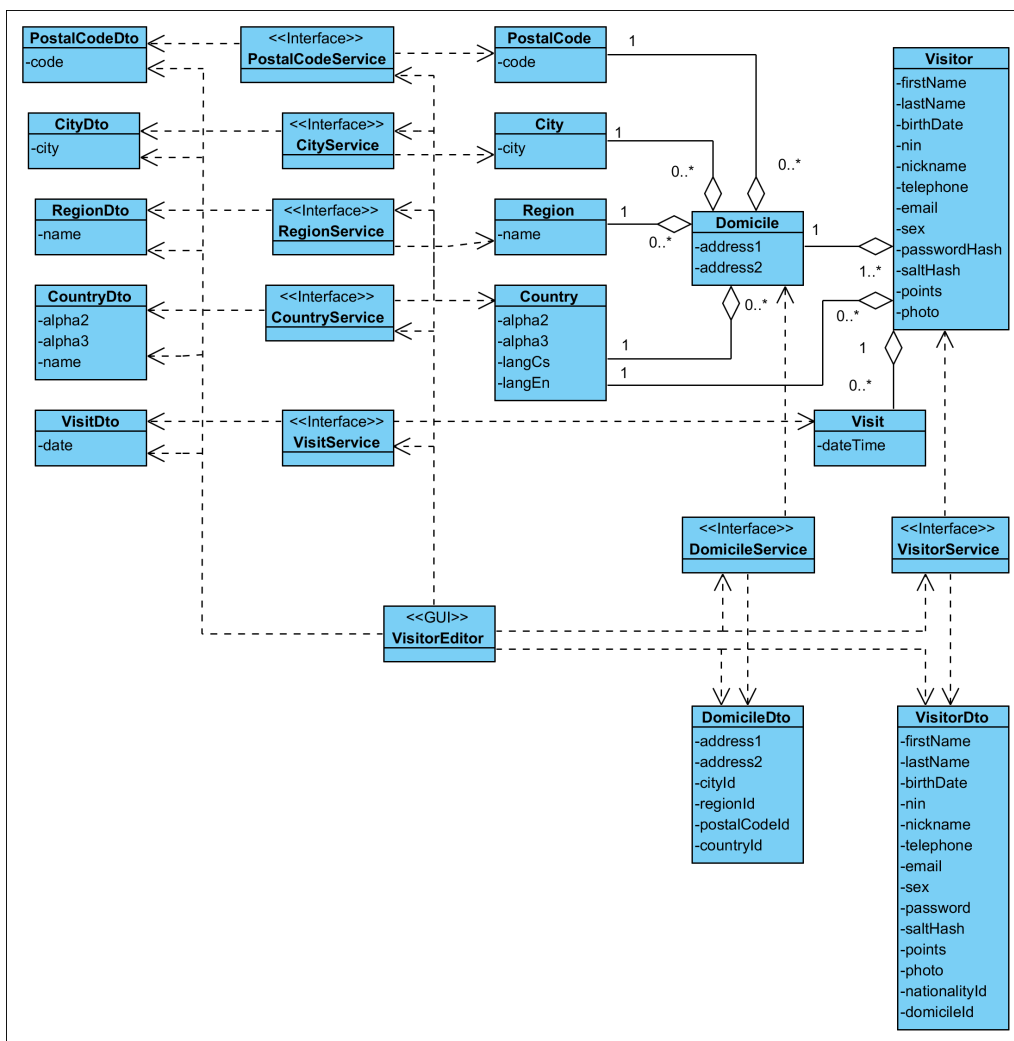 PostalCodeDto
-code
<<Interface>>
PostalCodeService
PostalCode
-code
1
Visitor
-firstName
-lastName
-birthDate
-nin
-nickname
-telephone
-email
-sex
-passwordHash
-saltHash
-points
-photo
CityDto
-city
<<Interface>>
CityService
City
-city
1
0..*
0..*
RegionDto
-name
<<Interface>>
RegionService
Region
-name
1
0..*
Domicile
-address1
-address2
1
1..*
CountryDto
-alpha2
-alpha3
-name
<<Interface>>
CountryService
Country
-alpha2
-alpha3
-langCs
-langEn
1
1
0..*
0..*
1
0..*
VisitDto
-date
<<Interface>>
VisitService
Visit
-dateTime
<<Interface>>
DomicileService
<<Interface>>
VisitorService
<<GUI>>
VisitorEditor
DomicileDto
-address1
-address2
-cityId
-regionId
-postalCodeId
-countryId
VisitorDto
-firstName
-lastName
-birthDate
-nin
-nickname
-telephone
-email
-sex
-password
-saltHash
-points
-photo
-nationalityId
-domicileId